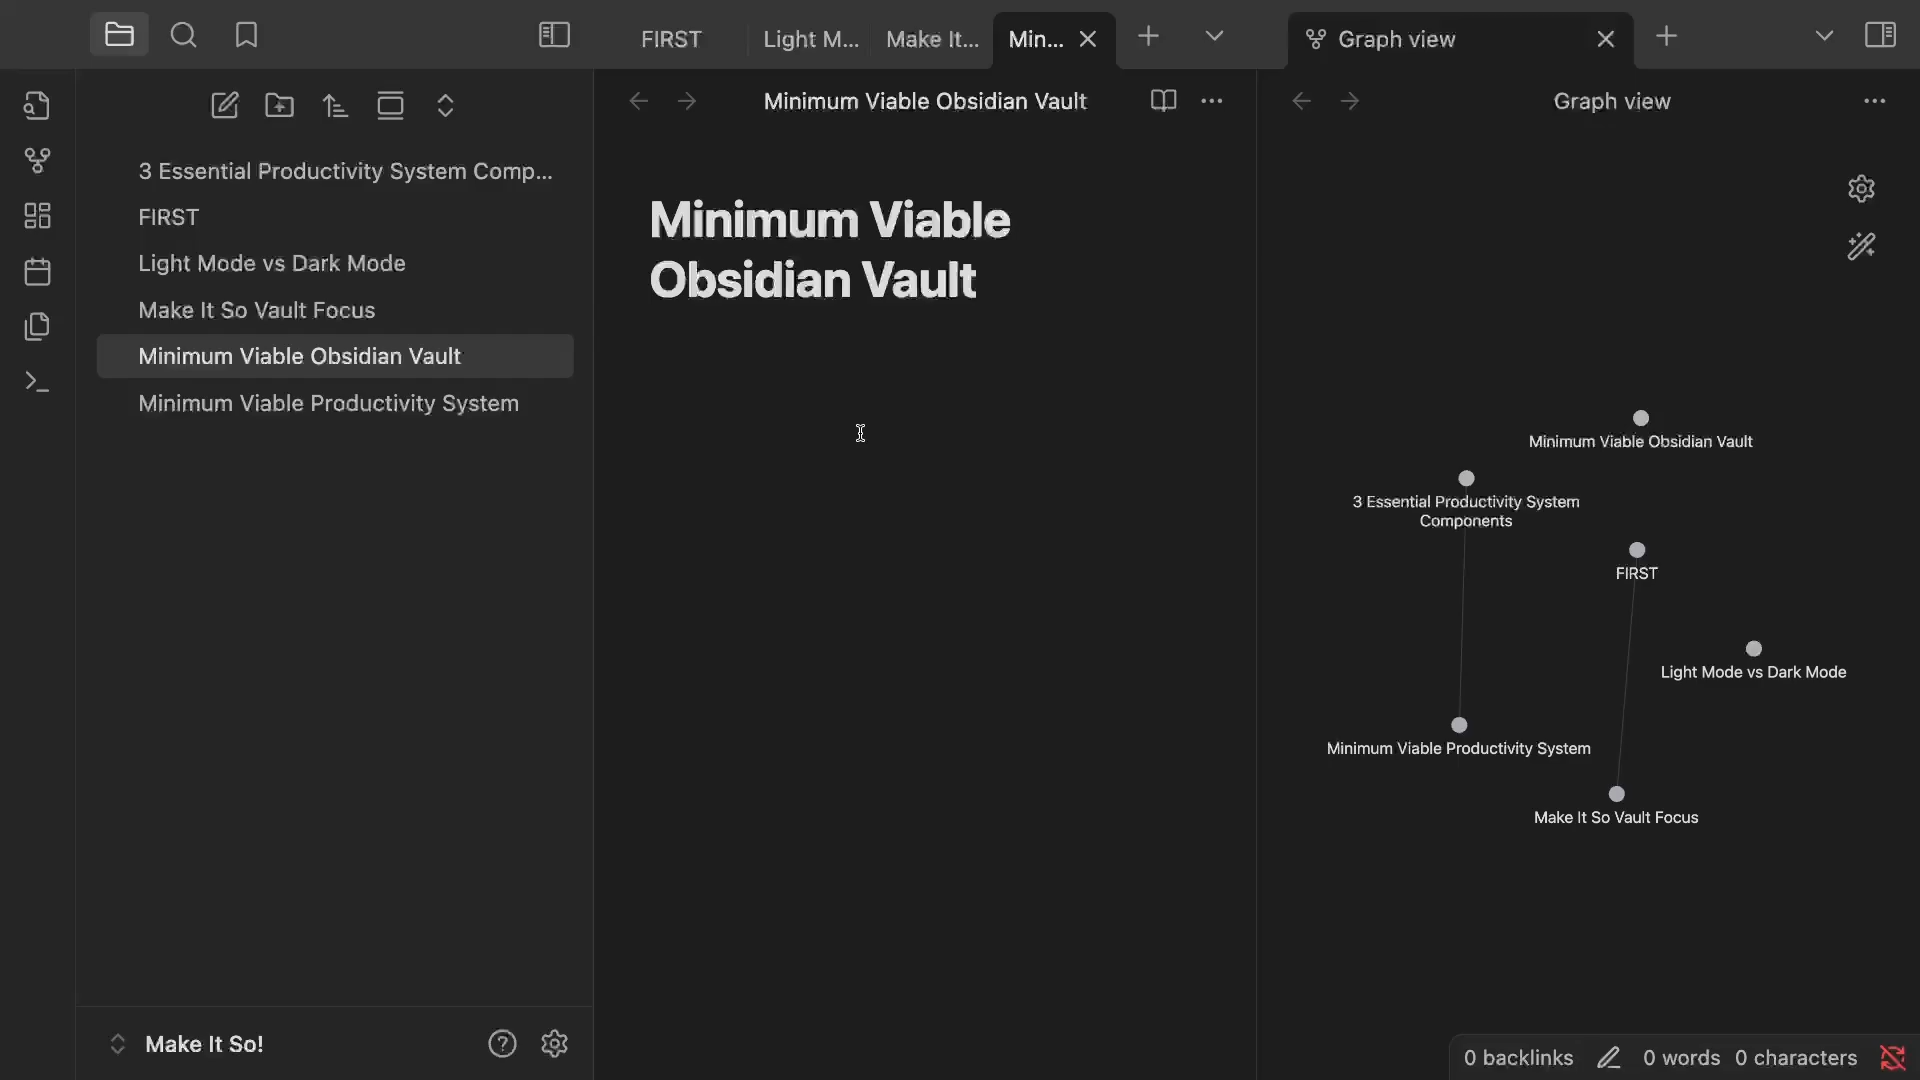 FIRST
Light M...
Make It...
Min...
Graph view
Minimum Viable Obsidian Vault
Graph view
3 Essential Productivity System Comp...
FIRST
Light Mode vs Dark Mode
Make It So Vault Focus
Minimum Viable Obsidian Vault
Minimum Viable Productivity System
Minimum Viable
Obsidian Vault
Minimum Viable Obsidian Vault
3 Essential Productivity System
Components
FIRST
Light Mode vs Dark Mode
Minimum Viable Productivity System
Make It So Vault Focus
Make It So!
0 backlinks
0 words
0 characters